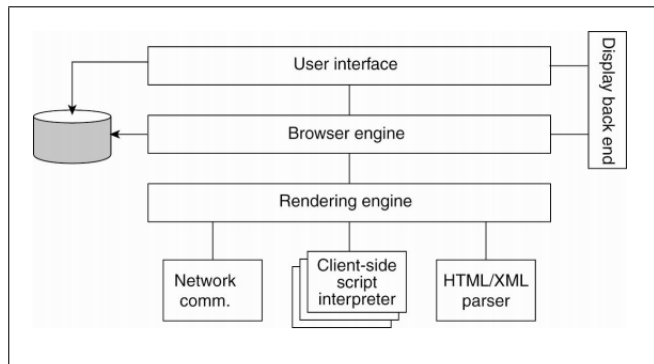 User interface
Display back end
Browser engine
Rendering engine
Network
comm.
Client-side
script
interpreter
HTML/XML
parser